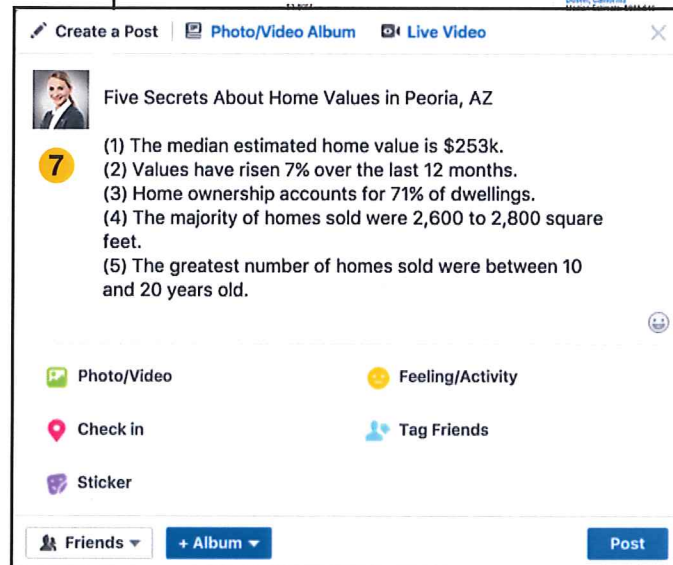 Create a Post Photo/Video Album Live Video
Five Secrets About Home Values in Peoria, AZ
7
(1) The median estimated home value is $253k.
(2) Values have risen 7% over the last 12 months.
(3) Home ownership accounts for 71% of dwellings.
(4) The majority of homes sold were 2,600 to 2,800 square
feet.
(5) The greatest number of homes sold were between 10
and 20 years old.
Photo/Video Feeling/Activity
Check in Tag Friends
Sticker
Friends + Album Post